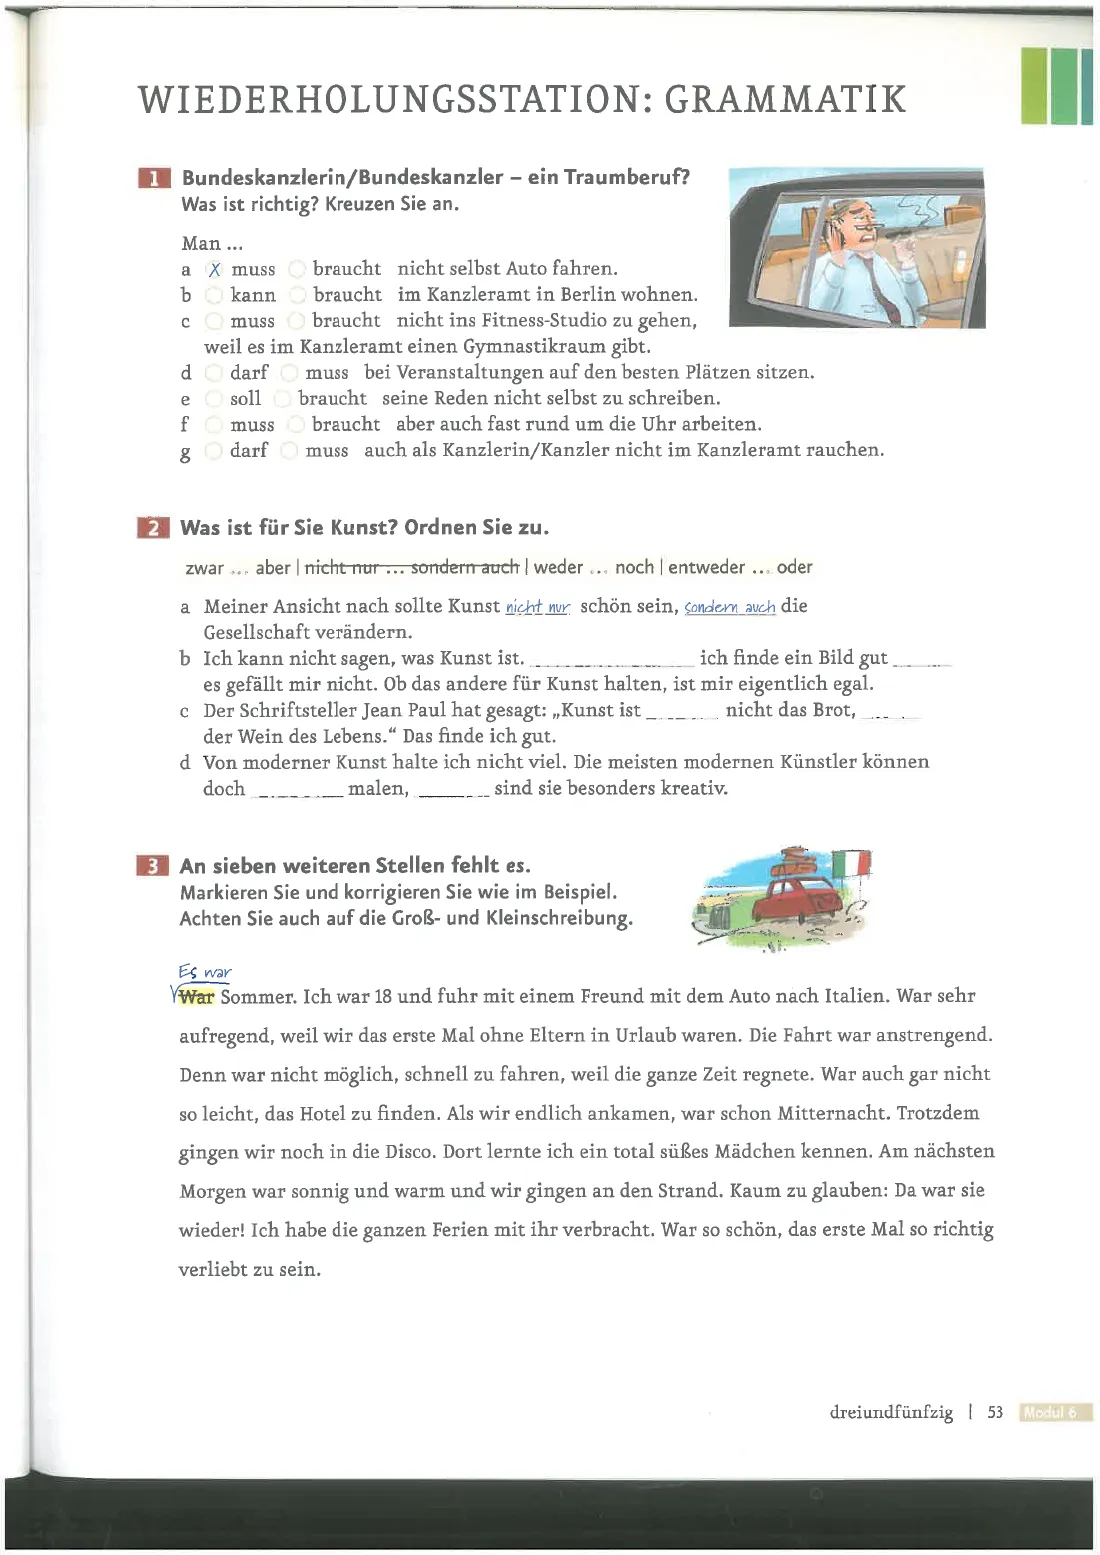 WIEDERHOLUNGSSTATION: GRAMMATIK
1 Bundeskanzlerin/Bundeskanzler – ein Traumberuf?
Was ist richtig? Kreuzen Sie an.
Man ...
a X muss braucht nicht selbst Auto fahren.
b kann braucht im Kanzleramt in Berlin wohnen.
c muss braucht nicht ins Fitness-Studio zu gehen,
weil es im Kanzleramt einen Gymnastikraum gibt.
d darf muss bei Veranstaltungen auf den besten Plätzen sitzen.
e soll braucht seine Reden nicht selbst zu schreiben.
f muss braucht aber auch fast rund um die Uhr arbeiten.
g darf muss auch als Kanzlerin/Kanzler nicht im Kanzleramt rauchen.
2 Was ist für Sie Kunst? Ordnen Sie zu.
zwar ... aber | nicht nur ... sondern auch | weder ... noch | entweder ... oder
a Meiner Ansicht nach sollte Kunst nicht nur schön sein, sondern auch die
Gesellschaft verändern.
b Ich kann nicht sagen, was Kunst ist. ____________ ich finde ein Bild gut ______
es gefällt mir nicht. Ob das andere für Kunst halten, ist mir eigentlich egal.
c Der Schriftsteller Jean Paul hat gesagt: „Kunst ist ______ nicht das Brot, ______
der Wein des Lebens.“ Das finde ich gut.
d Von moderner Kunst halte ich nicht viel. Die meisten modernen Künstler können
doch ________ malen, ________ sind sie besonders kreativ.
3 An sieben weiteren Stellen fehlt es.
Markieren Sie und korrigieren Sie wie im Beispiel.
Achten Sie auch auf die Groß- und Kleinschreibung.
Es war
War Sommer. Ich war 18 und fuhr mit einem Freund mit dem Auto nach Italien. War sehr
aufregend, weil wir das erste Mal ohne Eltern in Urlaub waren. Die Fahrt war anstrengend.
Denn war nicht möglich, schnell zu fahren, weil die ganze Zeit regnete. War auch gar nicht
so leicht, das Hotel zu finden. Als wir endlich ankamen, war schon Mitternacht. Trotzdem
gingen wir noch in die Disco. Dort lernte ich ein total süßes Mädchen kennen. Am nächsten
Morgen war sonnig und warm und wir gingen an den Strand. Kaum zu glauben: Da war sie
wieder! Ich habe die ganzen Ferien mit ihr verbracht. War so schön, das erste Mal so richtig
verliebt zu sein.
dreiundfünfzig | 53 Modul 6